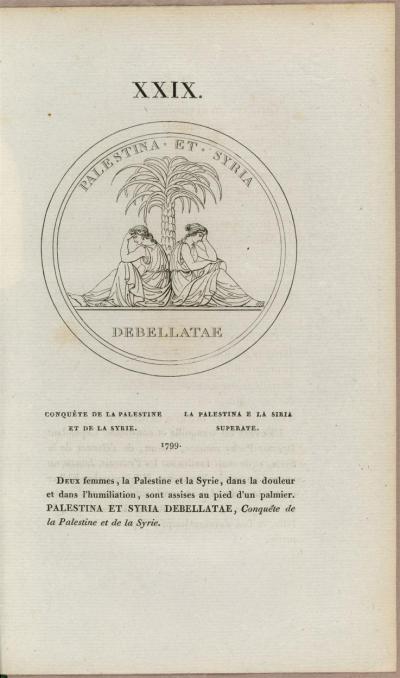 XXIX.
PALESTINA · ET · SYRIA
DEBELLATAE
CONQUÊTE DE LA PALESTINE
ET DE LA SYRIE.
LA PALESTINA E LA SIRIA
SUPERATE.
1799.
DEUX femmes, la Palestine et la Syrie, dans la douleur
et dans l'humiliation, sont assises au pied d'un palmier.
PALESTINA ET SYRIA DEBELLATAE, Conquête de
la Palestine et de la Syrie.